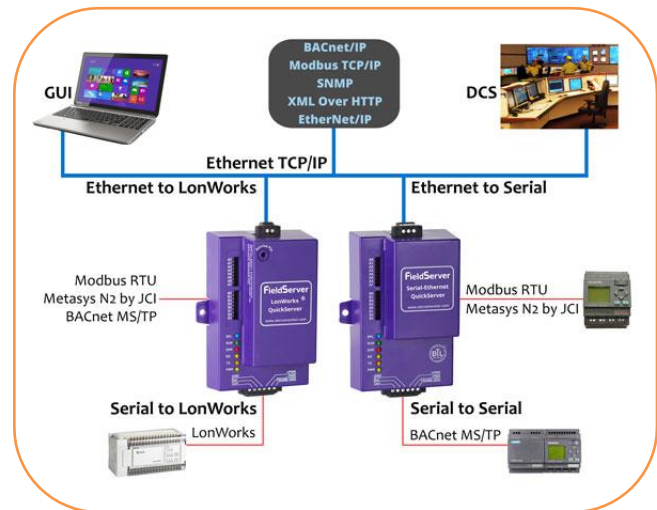 BACnet/IP
Modbus TCP/IP
SNMP
XML Over HTTP
EtherNet/IP
GUI
DCS
Ethernet TCP/IP
Ethernet to LonWorks
Ethernet to Serial
FieldServer
LonWorks ®
QuickServer
FieldServer
Serial-Ethernet
QuickServer
Modbus RTU
Metasys N2 by JCI
BACnet MS/TP
Modbus RTU
Metasys N2 by JCI
BTL
Serial to LonWorks
LonWorks
Serial to Serial
BACnet MS/TP